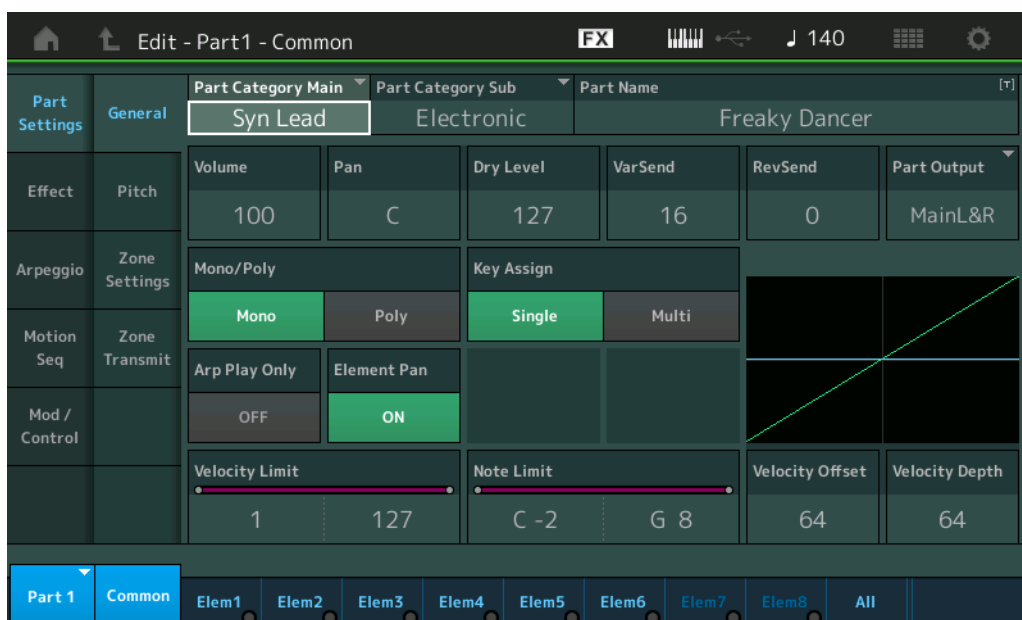 Edit - Part1 - Common
FX
♩ 140
Part Settings
Effect
Arpeggio
Motion Seq
Mod / Control
General
Pitch
Zone Settings
Zone Transmit
Part Category Main
Syn Lead
Part Category Sub
Electronic
Part Name
[T]
Freaky Dancer
Volume
100
Pan
C
Dry Level
127
VarSend
16
RevSend
0
Part Output
MainL&R
Mono/Poly
Mono
Poly
Key Assign
Single
Multi
Arp Play Only
OFF
Element Pan
ON
Velocity Limit
1
127
Note Limit
C -2
G 8
Velocity Offset
64
Velocity Depth
64
Part 1
Common
Elem1
Elem2
Elem3
Elem4
Elem5
Elem6
Elem7
Elem8
All